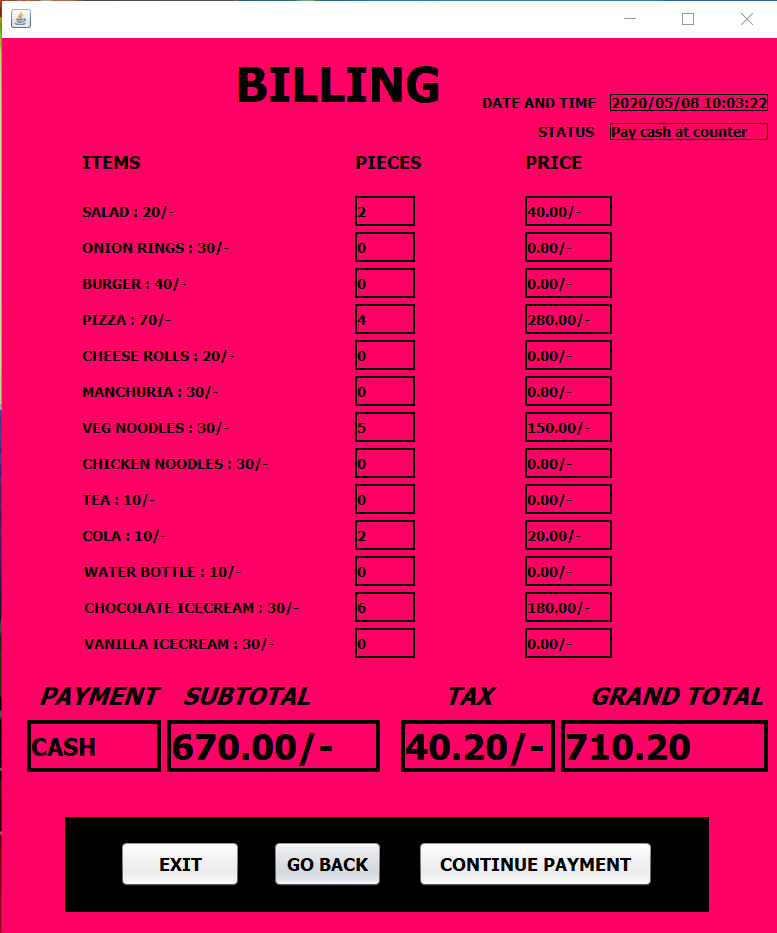 BILLING
DATE AND TIME 2020/05/08 10:03:22
STATUS Pay cash at counter
ITEMS PIECES PRICE
SALAD : 20/- 2 40.00/-
ONION RINGS : 30/- 0 0.00/-
BURGER : 40/- 0 0.00/-
PIZZA : 70/- 4 280.00/-
CHEESE ROLLS : 20/- 0 0.00/-
MANCHURIA : 30/- 0 0.00/-
VEG NOODLES : 30/- 5 150.00/-
CHICKEN NOODLES : 30/- 0 0.00/-
TEA : 10/- 0 0.00/-
COLA : 10/- 2 20.00/-
WATER BOTTLE : 10/- 0 0.00/-
CHOCOLATE ICECREAM : 30/- 6 180.00/-
VANILLA ICECREAM : 30/- 0 0.00/-
PAYMENT SUBTOTAL TAX GRAND TOTAL
CASH 670.00/- 40.20/- 710.20
EXIT GO BACK CONTINUE PAYMENT